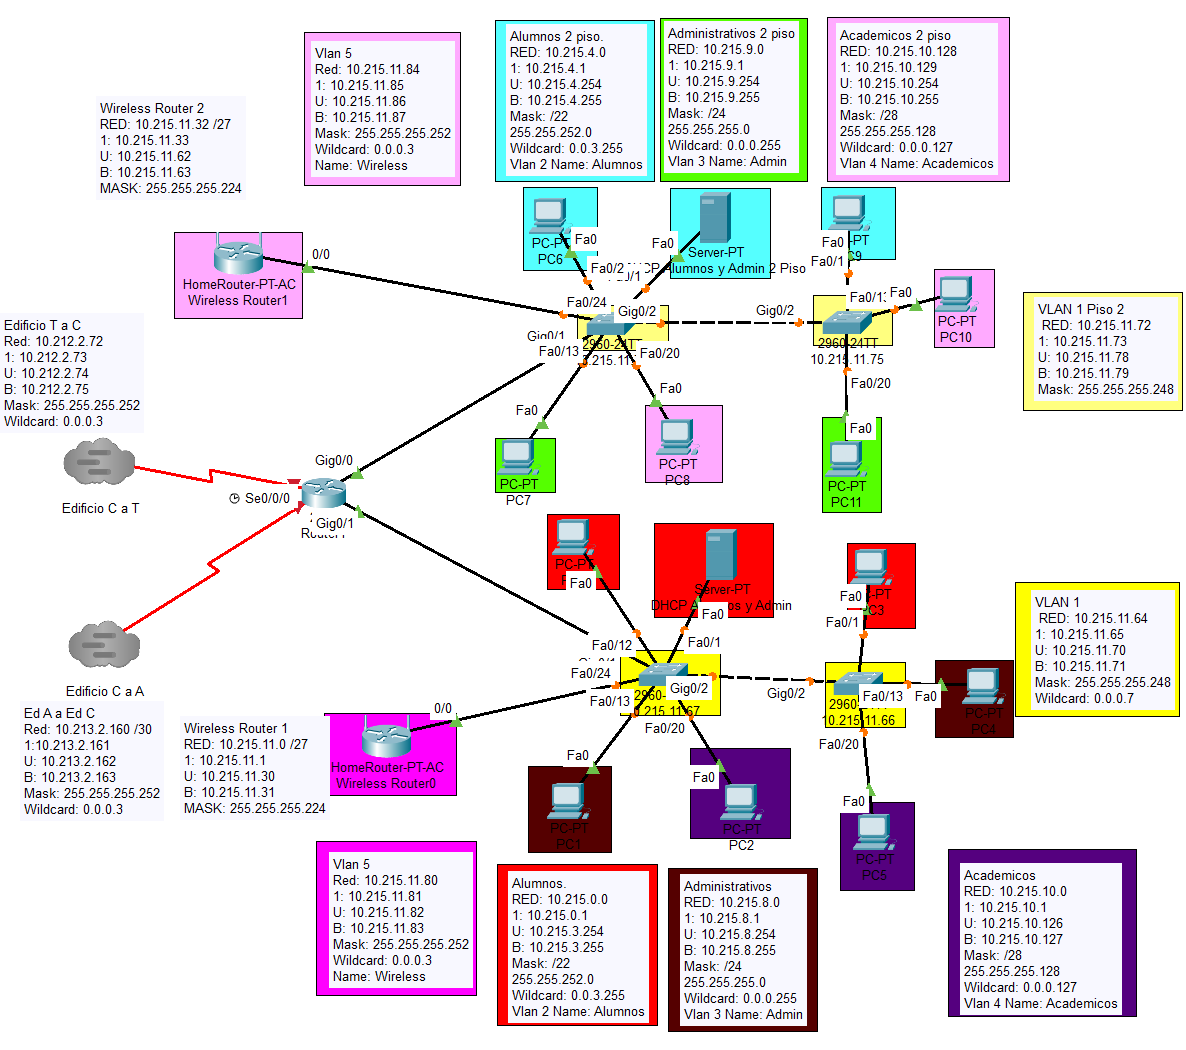 Vlan 5
Red: 10.215.11.84
1: 10.215.11.85
U: 10.215.11.86
B: 10.215.11.87
Mask: 255.255.255.252
Wildcard: 0.0.0.3
Name: Wireless
Alumnos 2 piso.
RED: 10.215.4.0
1: 10.215.4.1
U: 10.215.4.254
B: 10.215.4.255
Mask: /22
255.255.252.0
Wildcard: 0.0.3.255
Vlan 2 Name: Alumnos
Administrativos 2 piso
RED: 10.215.9.0
1: 10.215.9.1
U: 10.215.9.254
B: 10.215.9.255
Mask: /24
255.255.255.0
Wildcard: 0.0.0.255
Vlan 3 Name: Admin
Academicos 2 piso
RED: 10.215.10.128
1: 10.215.10.129
U: 10.215.10.254
B: 10.215.10.255
Mask: /28
255.255.255.128
Wildcard: 0.0.0.127
Vlan 4 Name: Academicos
Wireless Router 2
RED: 10.215.11.32 /27
1: 10.215.11.33
U: 10.215.11.62
B: 10.215.11.63
MASK: 255.255.255.224
0/0
HomeRouter-PT-AC
Wireless Router1
Fa0
PC-PT
PC6
Fa0
Server-PT
Alumnos y Admin 2 Piso
Fa0/2
Fa0/24
Gig0/2
Gig0/1
Fa0/13
2960-24TT
Fa0/20
Fa0
-PT
Fa0/1
Gig0/2
Fa0
PC-PT
PC10
2960-24TT
10.215.11.75
Fa0/20
Fa0
PC-PT
PC11
VLAN 1 Piso 2
RED: 10.215.11.72
1: 10.215.11.73
U: 10.215.11.78
B: 10.215.11.79
Mask: 255.255.255.248
Edificio T a C
Red: 10.212.2.72
1: 10.212.2.73
U: 10.212.2.74
B: 10.212.2.75
Mask: 255.255.255.252
Wildcard: 0.0.0.3
Fa0
PC-PT
PC7
Fa0
PC-PT
PC8
Edificio C a T
Gig0/0
Se0/0/0
Gig0/1
Edificio C a A
PC-PT
Fa0
Server-PT
DHCP
y Admin
Fa0
Fa0/12
Fa0/1
Fa0/24
Fa0/13
Gig0/2
Fa0/20
Fa0
Fa0/1
Gig0/2
Fa0/13
Fa0
PC-PT
PC4
10.215.11.66
Fa0/20
Fa0
PC-PT
PC5
VLAN 1
RED: 10.215.11.64
1: 10.215.11.65
U: 10.215.11.70
B: 10.215.11.71
Mask: 255.255.255.248
Wildcard: 0.0.0.7
Ed A a Ed C
Red: 10.213.2.160 /30
1:10.213.2.161
U: 10.213.2.162
B: 10.213.2.163
Mask: 255.255.255.252
Wildcard: 0.0.0.3
Wireless Router 1
RED: 10.215.11.0 /27
1: 10.215.11.1
U: 10.215.11.30
B: 10.215.11.31
MASK: 255.255.255.224
0/0
HomeRouter-PT-AC
Wireless Router0
Fa0
PC-PT
PC1
Fa0
PC-PT
PC2
Vlan 5
Red: 10.215.11.80
1: 10.215.11.81
U: 10.215.11.82
B: 10.215.11.83
Mask: 255.255.255.252
Wildcard: 0.0.0.3
Name: Wireless
Alumnos.
RED: 10.215.0.0
1: 10.215.0.1
U: 10.215.3.254
B: 10.215.3.255
Mask: /22
255.255.252.0
Wildcard: 0.0.3.255
Vlan 2 Name: Alumnos
Administrativos
RED: 10.215.8.0
1: 10.215.8.1
U: 10.215.8.254
B: 10.215.8.255
Mask: /24
255.255.255.0
Wildcard: 0.0.0.255
Vlan 3 Name: Admin
Academicos
RED: 10.215.10.0
1: 10.215.10.1
U: 10.215.10.126
B: 10.215.10.127
Mask: /28
255.255.255.128
Wildcard: 0.0.0.127
Vlan 4 Name: Academicos